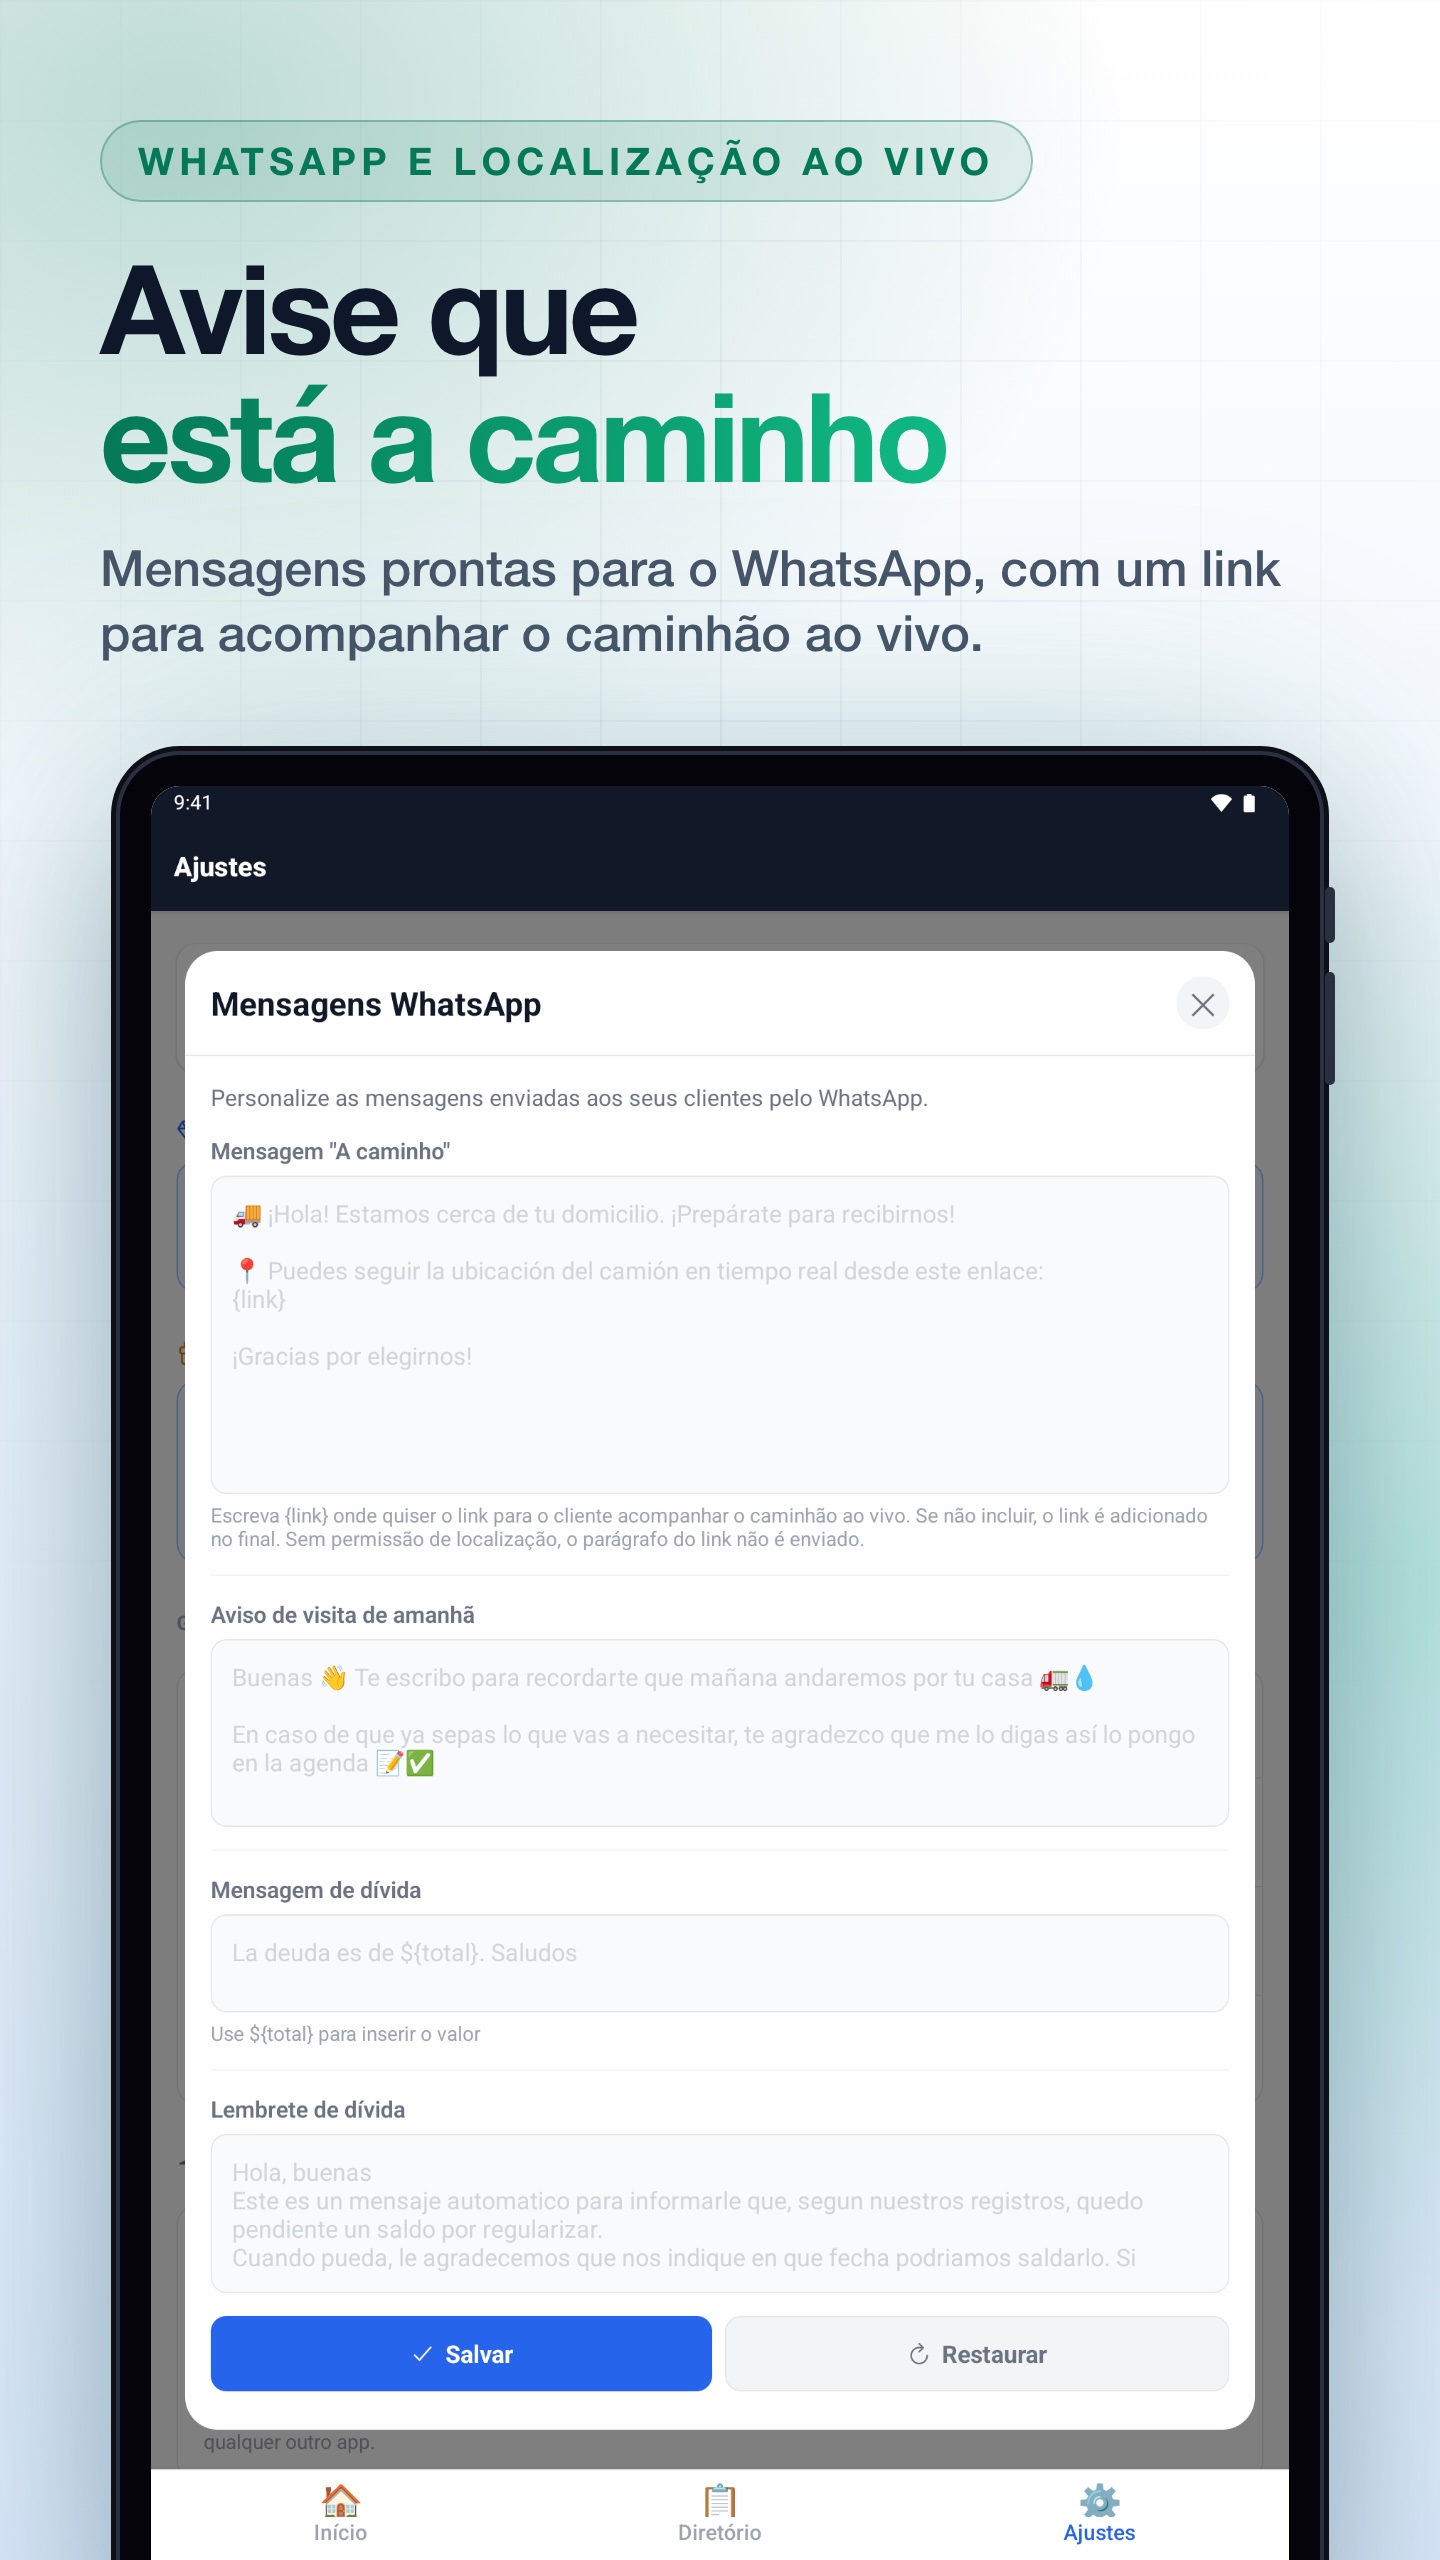 WHATSAPP E LOCALIZAÇÃO AO VIVO
Avise que
está a caminho
Mensagens prontas para o WhatsApp, com um link
para acompanhar o caminhão ao vivo.
9:41
Ajustes
Mensagens WhatsApp
Personalize as mensagens enviadas aos seus clientes pelo WhatsApp.
Mensagem "A caminho"
🚚 ¡Hola! Estamos cerca de tu domicilio. ¡Prepárate para recibirnos!
📍 Puedes seguir la ubicación del camión en tiempo real desde este enlace:
{link}
¡Gracias por elegirnos!
Escreva {link} onde quiser o link para o cliente acompanhar o caminhão ao vivo. Se não incluir, o link é adicionado
no final. Sem permissão de localização, o parágrafo do link não é enviado.
Aviso de visita de amanhã
Buenas 👋 Te escribo para recordarte que mañana andaremos por tu casa 🚛💧
En caso de que ya sepas lo que vas a necesitar, te agradezco que me lo digas así lo pongo
en la agenda 📝✅
Mensagem de dívida
La deuda es de ${total}. Saludos
Use ${total} para inserir o valor
Lembrete de dívida
Hola, buenas
Este es un mensaje automatico para informarle que, segun nuestros registros, quedo
pendiente un saldo por regularizar.
Cuando pueda, le agradecemos que nos indique en que fecha podriamos saldarlo. Si
Salvar
Restaurar
qualquer outro app.
Início
Diretório
Ajustes